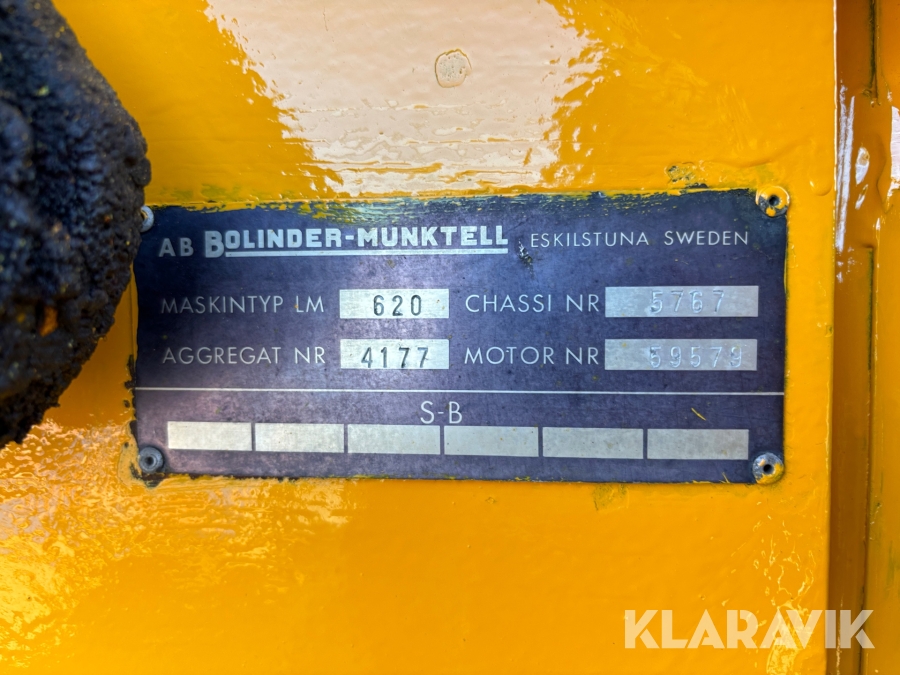 AB BOLINDER-MUNKTELL ESKILSTUNA SWEDEN
MASKINTYP LM 620 CHASSI NR 5767
AGGREGAT NR 4177 MOTOR NR 59579
S-B
KLARAVIK